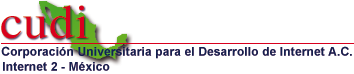 cudi
Corporación Universitaria para el Desarrollo de Internet A.C.
Internet 2 - México